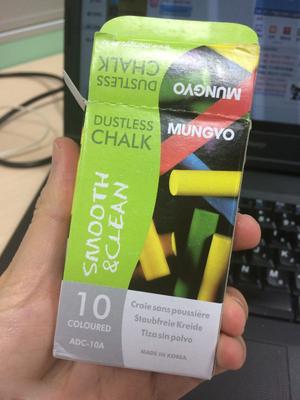 DUSTLESS
CHALK
MUNGYO
DUSTLESS
CHALK
MUNGYO
SMOOTH
&CLEAN
10
COLOURED
ADC-10A
Craie sans poussière
Staubfreie Kreide
Tiza sin polvo
MADE IN KOREA